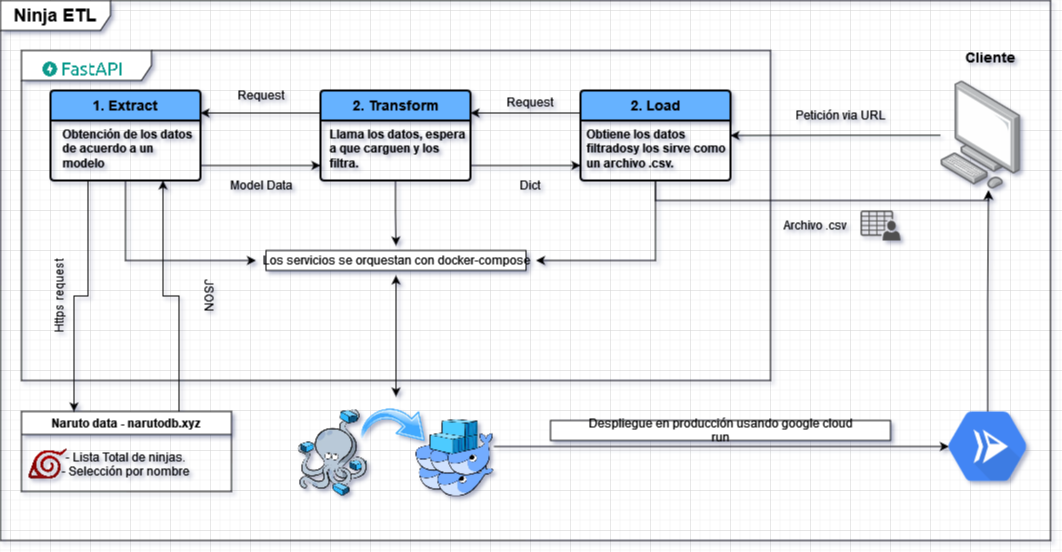 Ninja ETL
FastAPI
Cliente
1. Extract
Obtención de los datos
de acuerdo a un
modelo
Request
2. Transform
Llama los datos, espera
a que carguen y los
filtra.
Request
2. Load
Obtiene los datos
filtradosy los sirve como
un archivo .csv.
Petición via URL
Model Data
Dict
Archivo .csv
Los servicios se orquestan con docker-compose
Https request
JSON
Naruto data - narutodb.xyz
- Lista Total de ninjas.
- Selección por nombre
Despliegue en producción usando google cloud
run